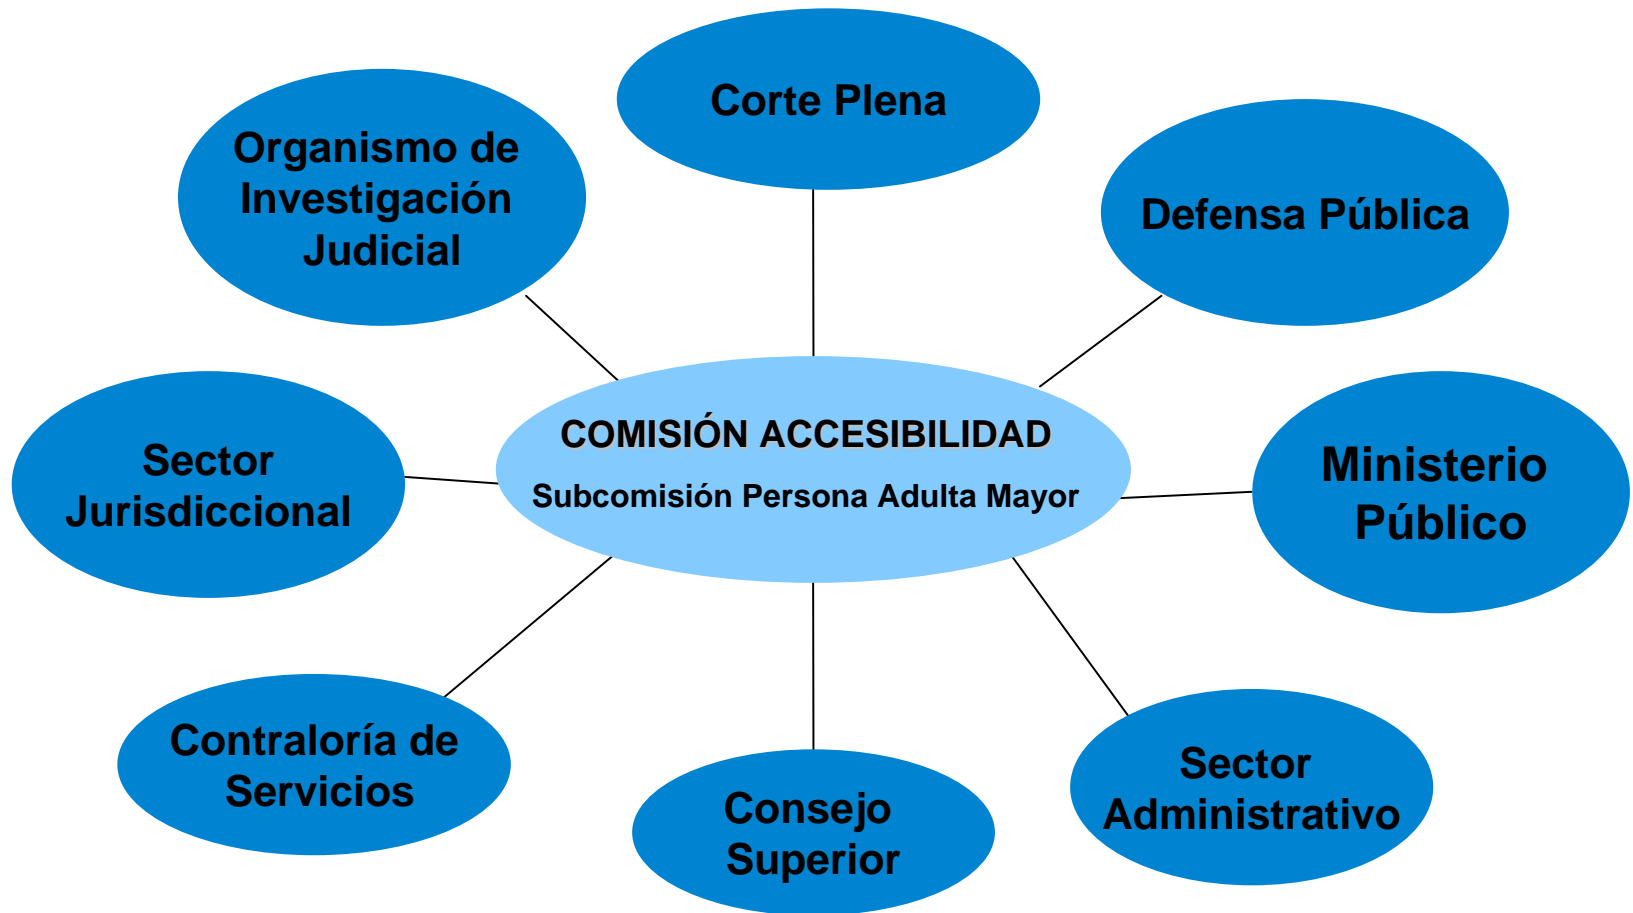 Corte Plena
Organismo de
Investigación
Judicial
Defensa Pública
COMISIÓN ACCESIBILIDAD
Subcomisión Persona Adulta Mayor
Sector
Jurisdiccional
Ministerio
Público
Contraloría de
Servicios
Consejo
Superior
Sector
Administrativo